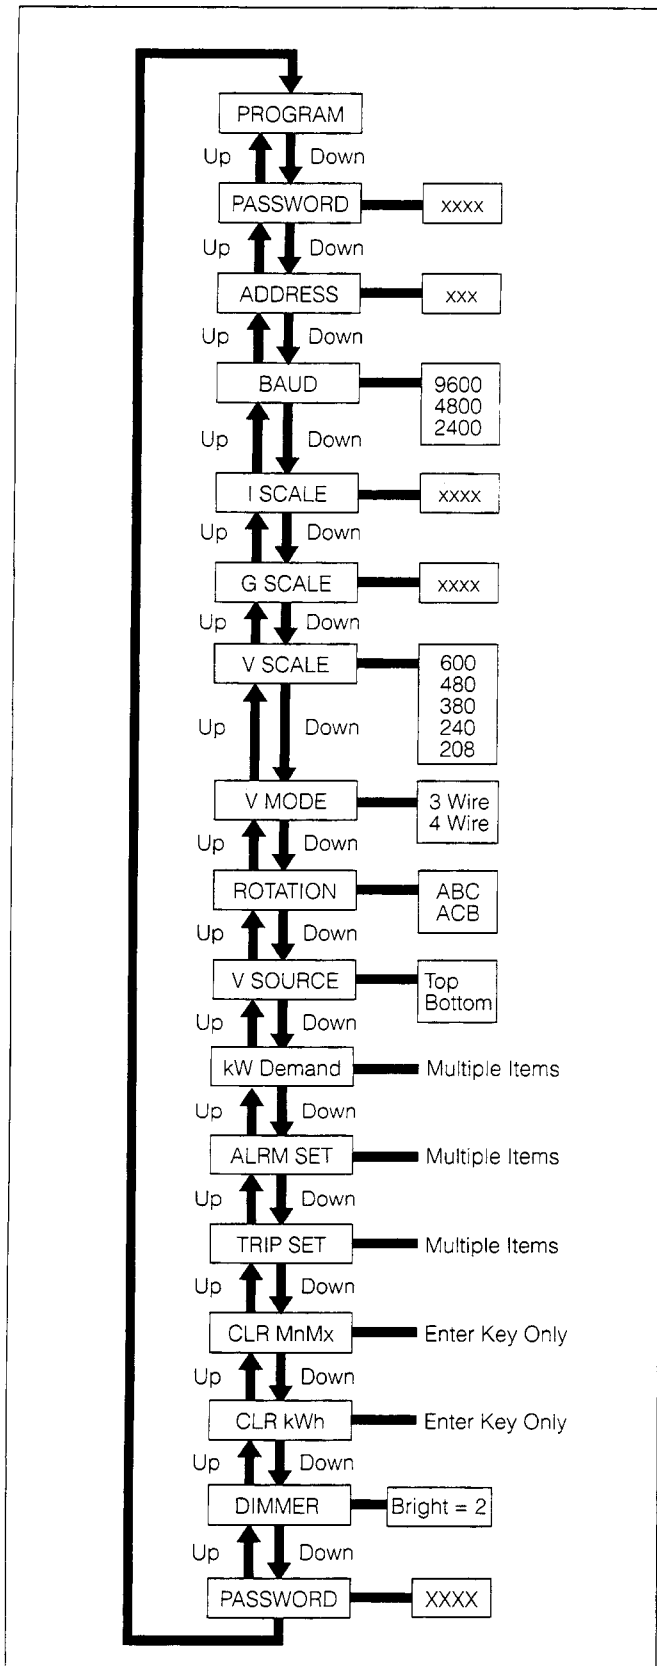 PROGRAM
Up Down
PASSWORD xxxx
Up Down
ADDRESS xxx
Up Down
BAUD 9600
4800
2400
Up Down
I SCALE xxxx
Up Down
G SCALE xxxx
Up Down
V SCALE 600
480
380
240
208
Up Down
V MODE 3 Wire
4 Wire
Up Down
ROTATION ABC
ACB
Up Down
V SOURCE Top
Bottom
Up Down
kW Demand Multiple Items
Up Down
ALRM SET Multiple Items
Up Down
TRIP SET Multiple Items
Up Down
CLR MnMx Enter Key Only
Up Down
CLR kWh Enter Key Only
Up Down
DIMMER Bright = 2
Up Down
PASSWORD XXXX